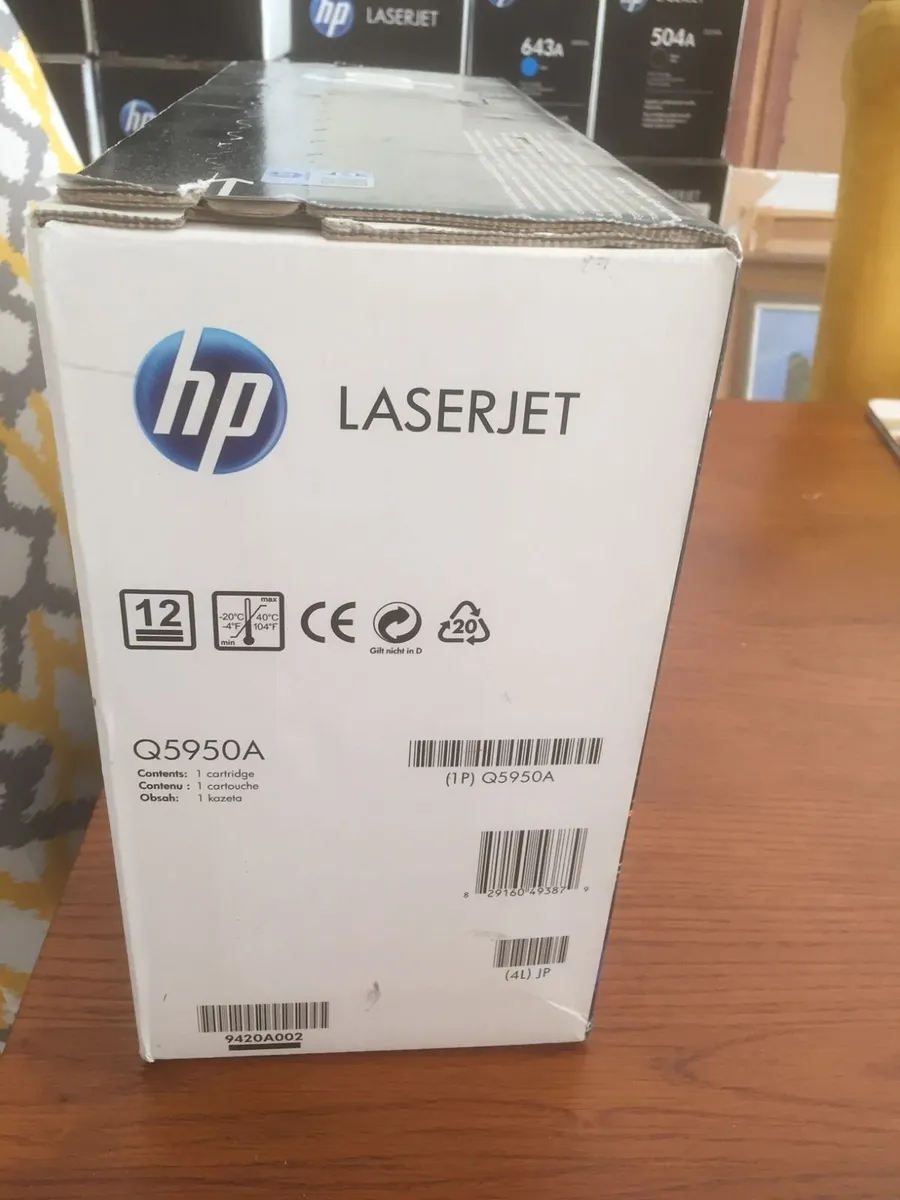 hp LASERJET
643A
504A
hp
hp LASERJET
12
max
-20°C 40°C
-4°F 104°F
min
CE
Gilt nicht in D
20
Q5950A
Contents: 1 cartridge
Contenu : 1 cartouche
Obsah: 1 kazeta
(1P) Q5950A
8 29160 49387 9
(4L) JP
9420A002